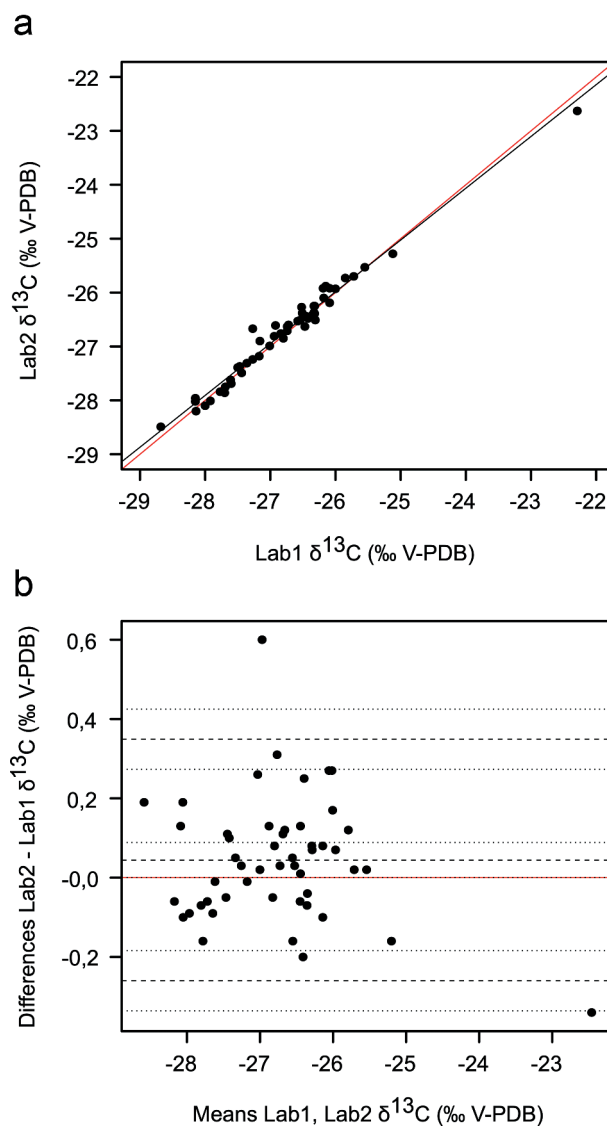 a
-22
-23
-24
-25
-26
-27
-28
-29
Lab2 δ13C (‰ V-PDB)
-29 -28 -27 -26 -25 -24 -23 -22
Lab1 δ13C (‰ V-PDB)
b
0,6
0,4
0,2
-0,0
-0,2
Differences Lab2 - Lab1 δ13C (‰ V-PDB)
-28 -27 -26 -25 -24 -23
Means Lab1, Lab2 δ13C (‰ V-PDB)